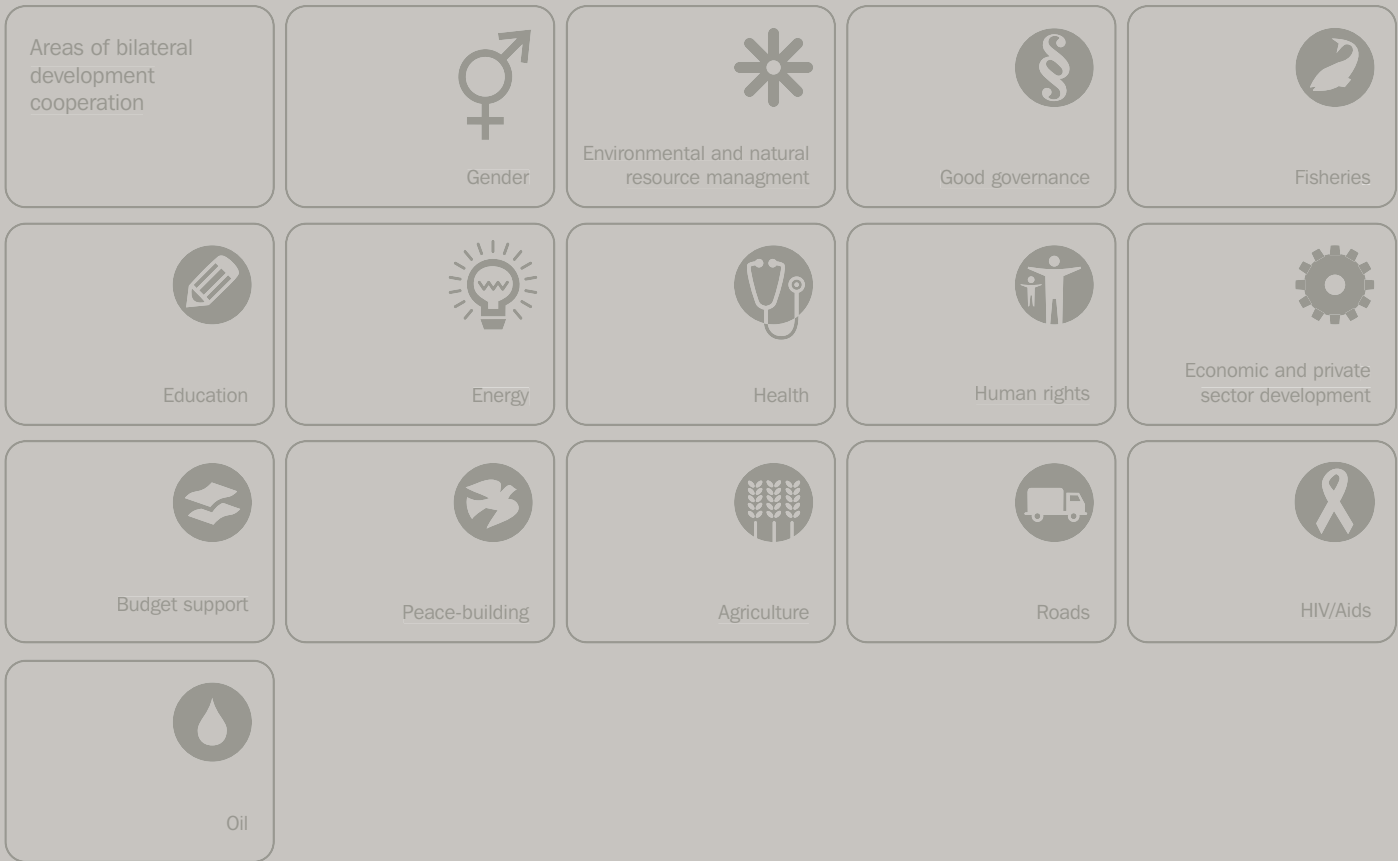 Areas of bilateral
development
cooperation
Gender
Environmental and natural
resource managment
Good governance
Fisheries
Education
Energy
Health
Human rights
Economic and private
sector development
Budget support
Peace-building
Agriculture
Roads
HIV/Aids
Oil